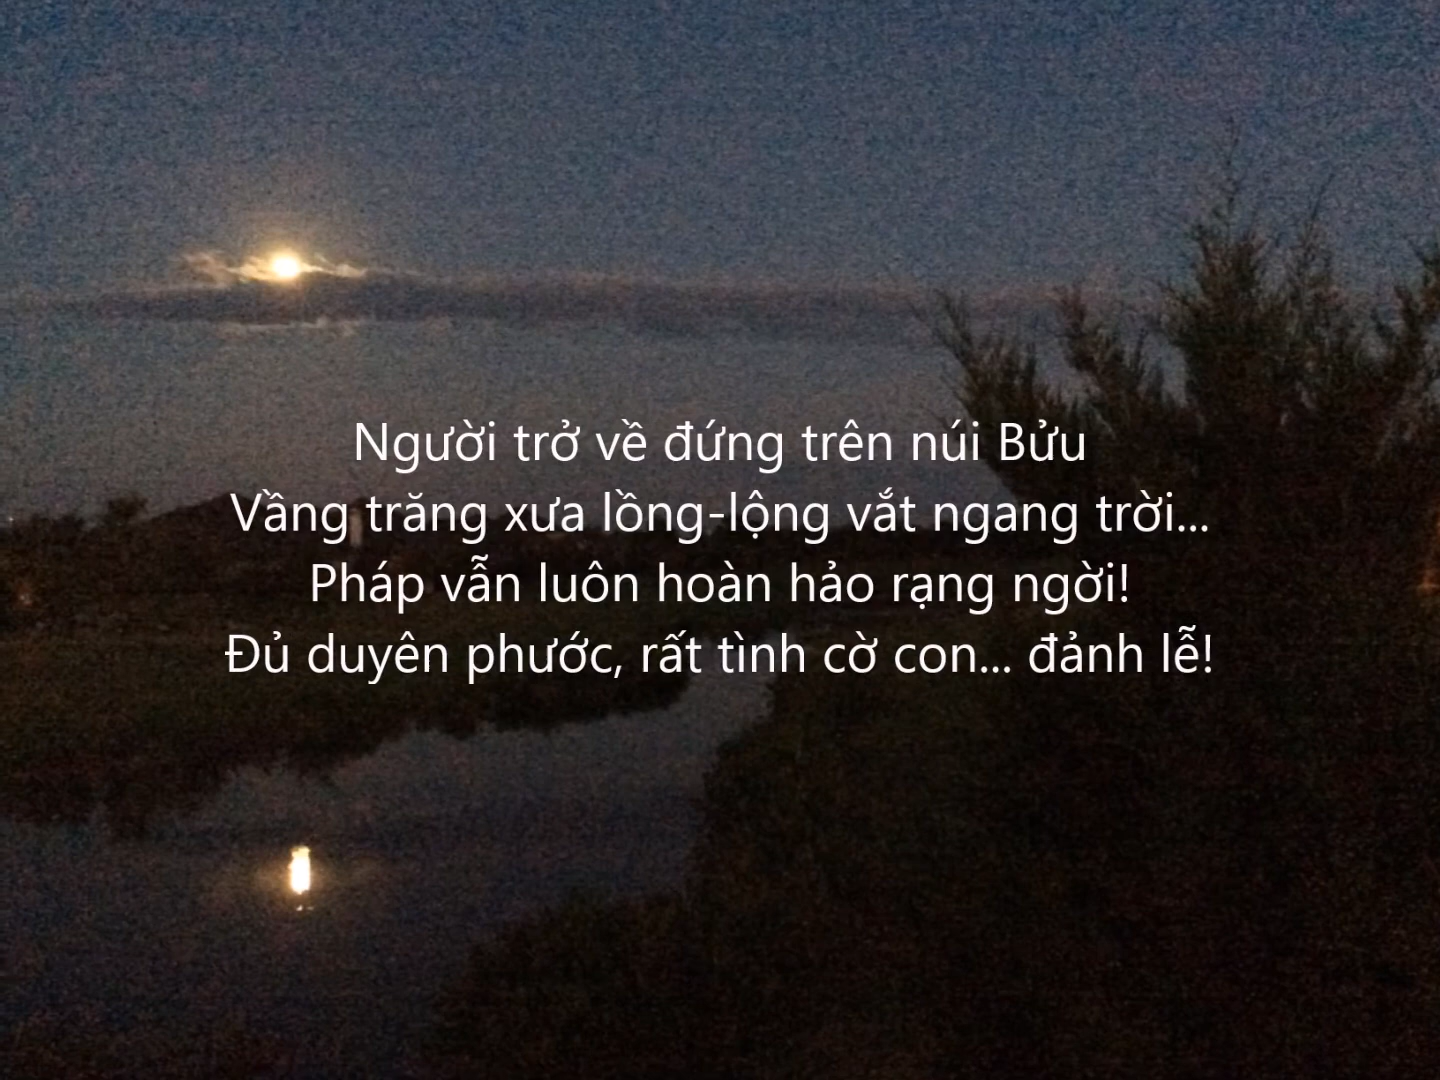 Người trở về đứng trên núi Bửu
Vầng trăng xưa lồng-lộng vắt ngang trời...
Pháp vẫn luôn hoàn hảo rạng ngời!
Đủ duyên phước, rất tình cờ con... đảnh lễ!